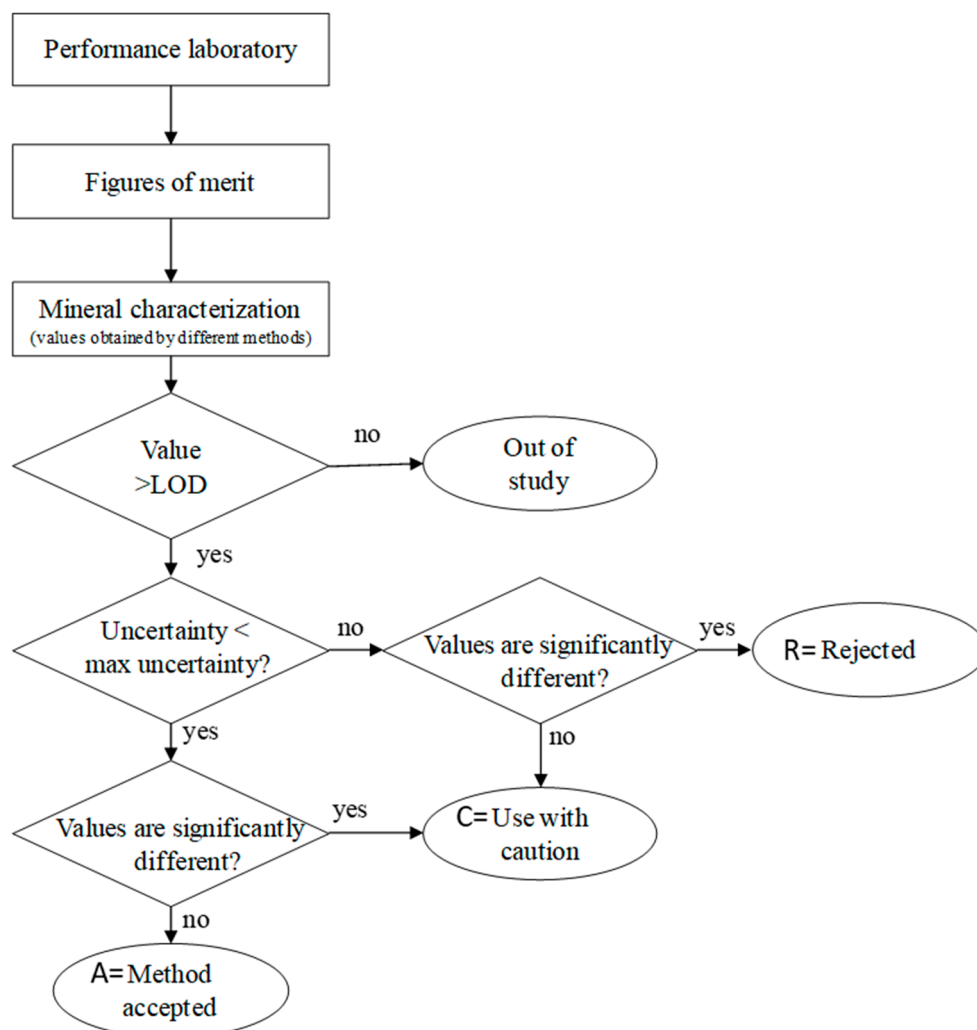 Performance laboratory
Figures of merit
Mineral characterization
(values obtained by different methods)
Value
>LOD
no
Out of
study
yes
Uncertainty <
max uncertainty?
no
Values are significantly
different?
yes
R= Rejected
yes
no
Values are significantly
different?
yes
C= Use with
caution
no
A= Method
accepted